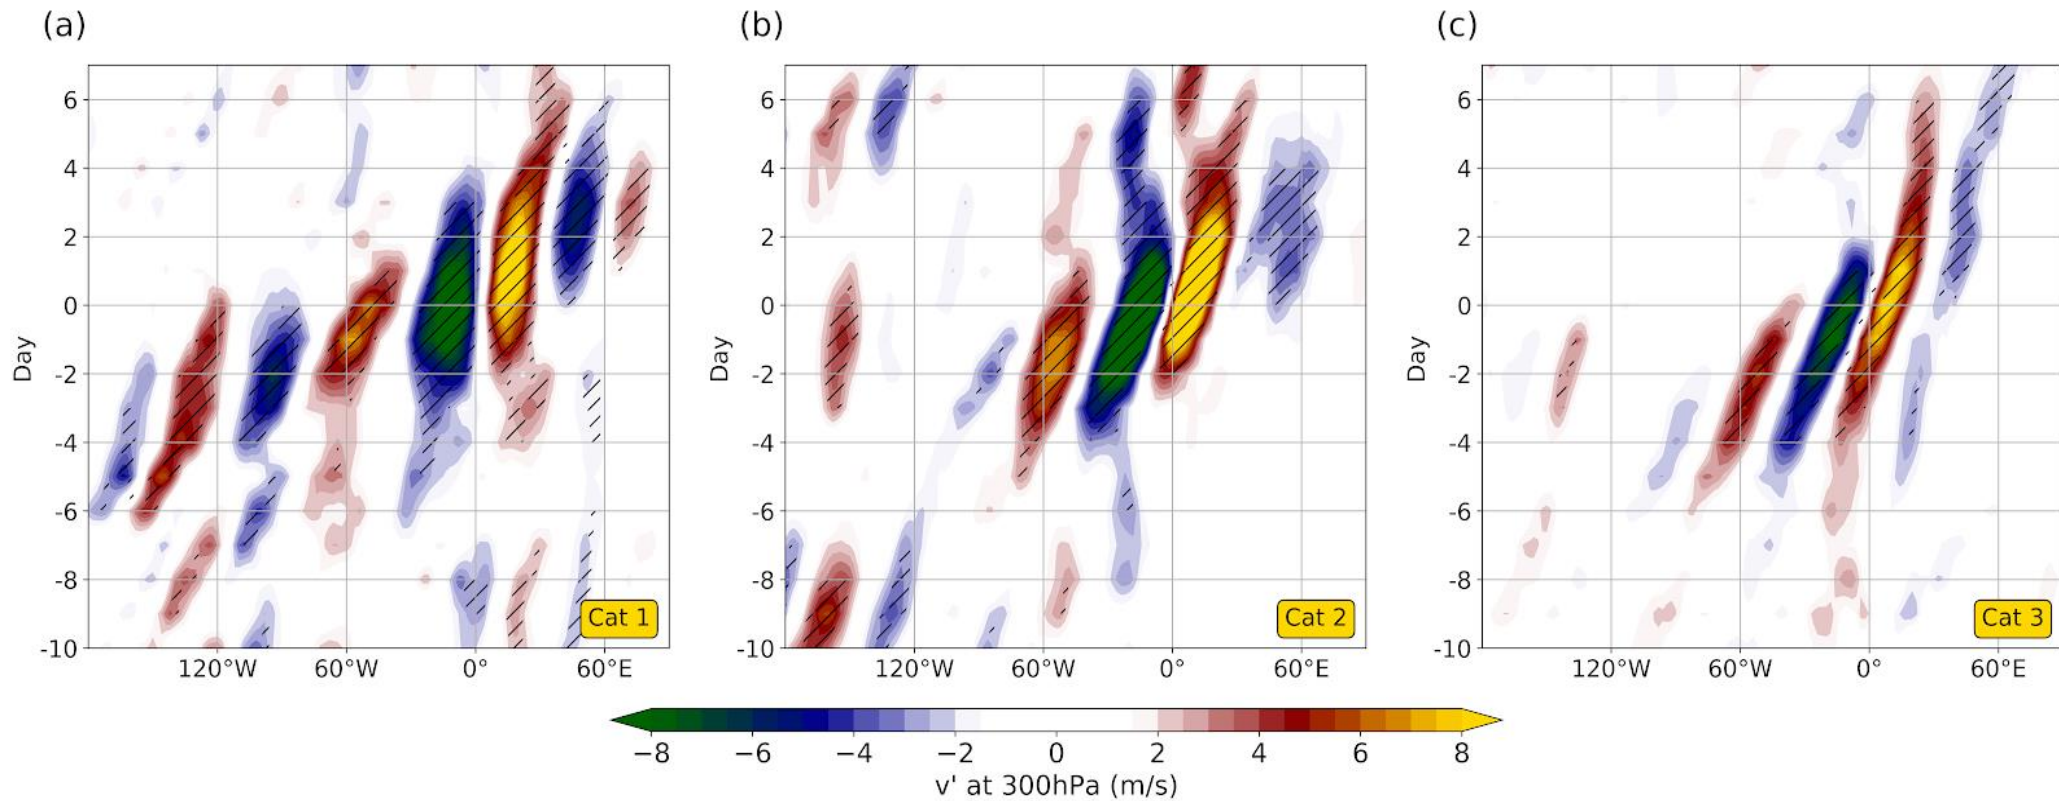 (a) (b) (c)
6 6 6
4 4 4
2 2 2
0 0 0
-2 -2 -2
-4 -4 -4
-6 -6 -6
-8 -8 -8
-10 -10 -10
Day Day Day
Cat 1 Cat 2 Cat 3
120°W 60°W 0° 60°E 120°W 60°W 0° 60°E 120°W 60°W 0° 60°E
−8 −6 −4 −2 0 2 4 6 8
v' at 300hPa (m/s)